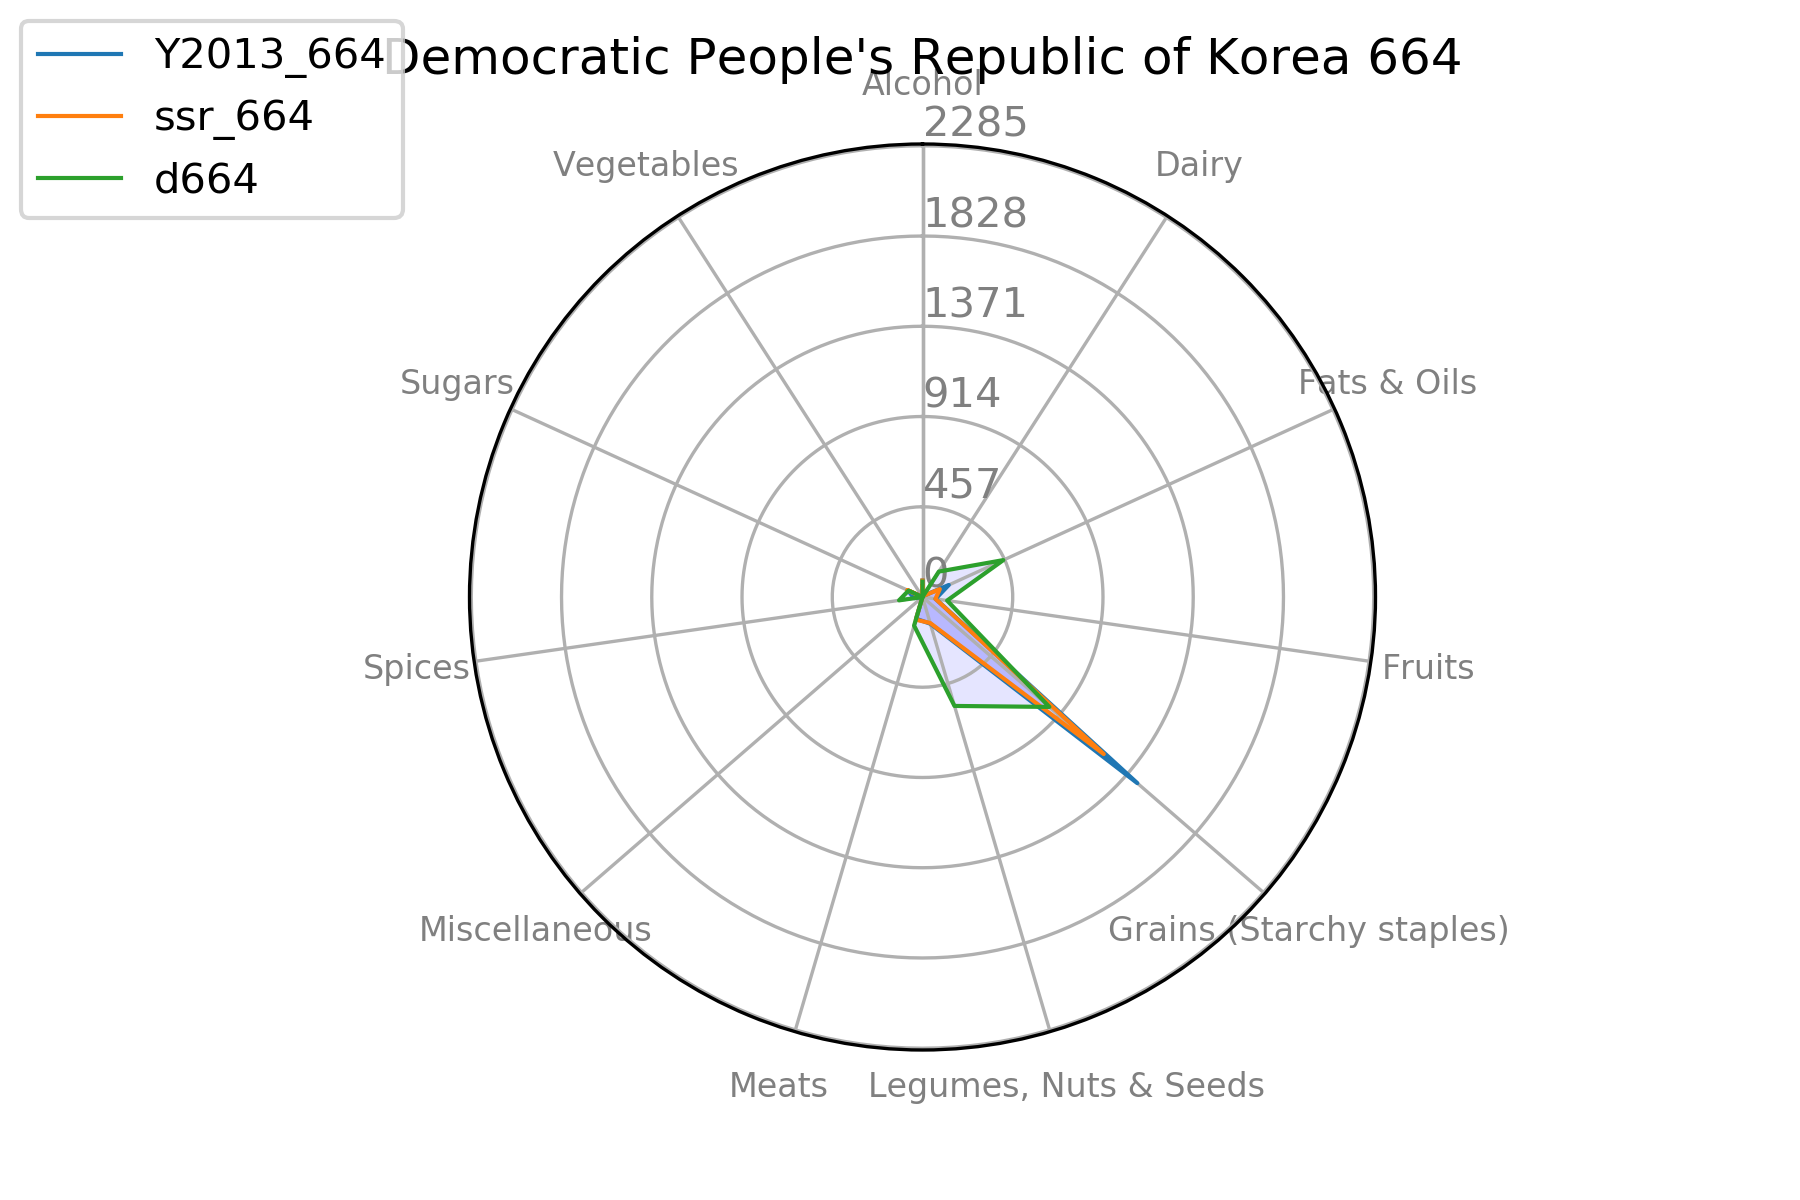 Y2013_664
ssr_664
d664
Democratic People's Republic of Korea 664
Alcohol
2285
Vegetables
Dairy
1828
1371
Sugars
Fats & Oils
914
457
0
Spices
Fruits
Miscellaneous
Grains (Starchy staples)
Meats
Legumes, Nuts & Seeds